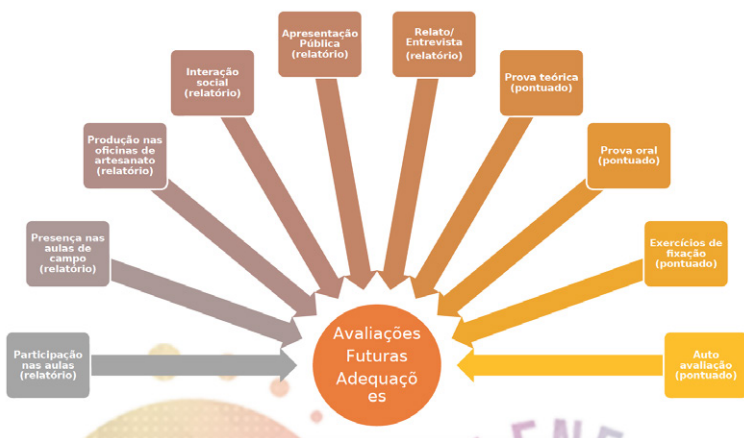 Participação
nas aulas
(relatório)
Presença nas
aulas de
campo
(relatório)
Produção nas
oficinas de
artesanato
(relatório)
Interação
social
(relatório)
Apresentação
Pública
(relatório)
Relato/
Entrevista
(relatório)
Prova teórica
(pontuado)
Prova oral
(pontuado)
Exercícios de
fixação
(pontuado)
Auto
avaliação
(pontuado)
Avaliações
Futuras
Adequaçõ
es